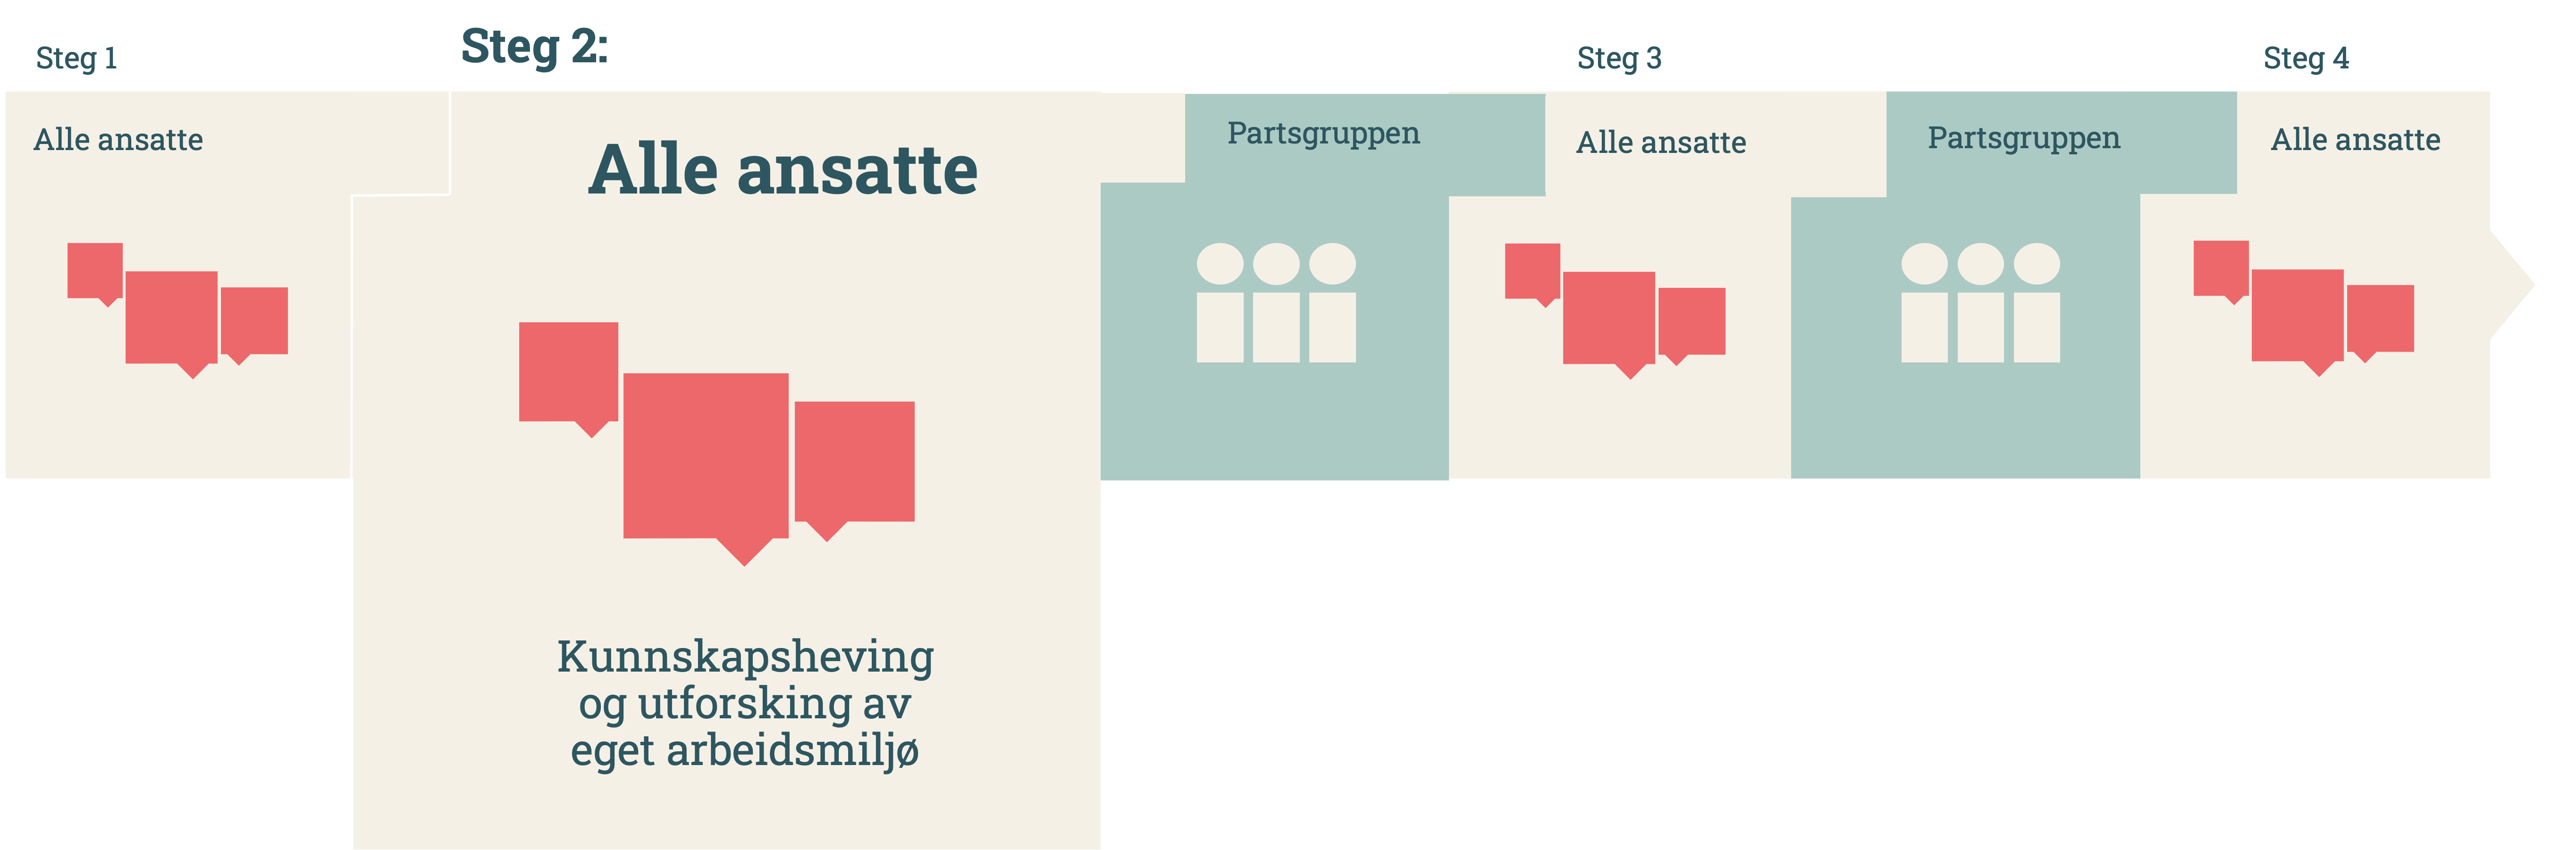 Steg 1
Steg 2:
Steg 3
Steg 4
Alle ansatte
Alle ansatte
Partsgruppen
Alle ansatte
Partsgruppen
Alle ansatte
Kunnskapsheving
og utforsking av
eget arbeidsmiljø